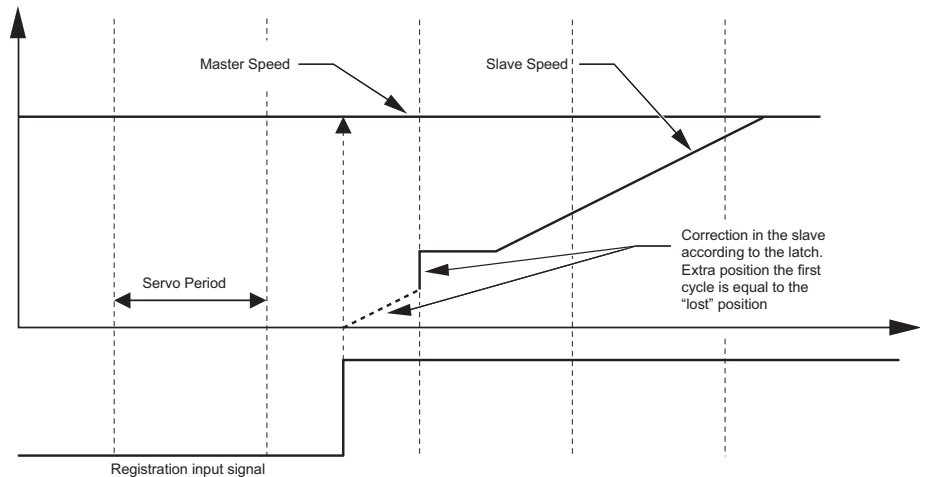 Master Speed
Slave Speed
Servo Period
Correction in the slave
according to the latch.
Extra position the first
cycle is equal to the
“lost” position
Registration input signal